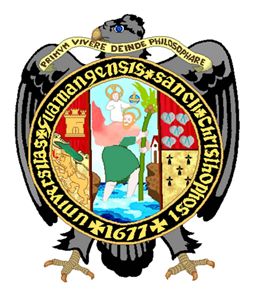 PRIMVM VIVERE DEINDE PHILOSOPHARE
universitas guamangensis sancti christophori
1677